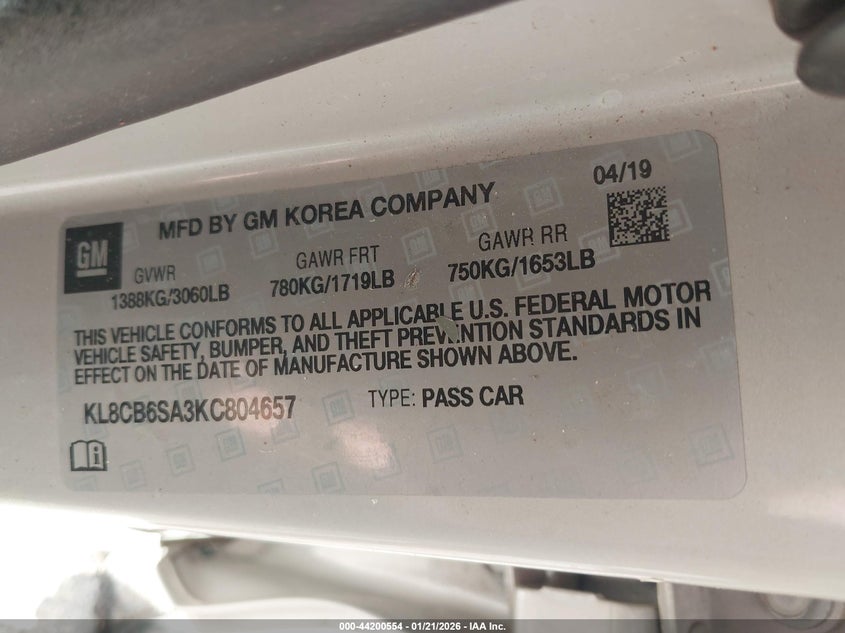 GM
MFD BY GM KOREA COMPANY
04/19
GVWR
1388KG/3060LB
GAWR FRT
780KG/1719LB
GAWR RR
750KG/1653LB
THIS VEHICLE CONFORMS TO ALL APPLICABLE U.S. FEDERAL MOTOR
VEHICLE SAFETY, BUMPER, AND THEFT PREVENTION STANDARDS IN
EFFECT ON THE DATE OF MANUFACTURE SHOWN ABOVE.
KL8CB6SA3KC804657
TYPE: PASS CAR
000-44200554 - 01/21/2026 - IAA Inc.